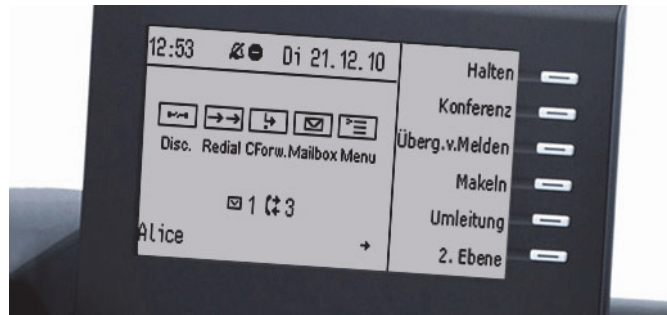 12:53 Di 21.12.10
Disc. Redial CForw. Mailbox Menu
1 3
Alice
Halten
Konferenz
Überg.v.Melden
Makeln
Umleitung
2. Ebene